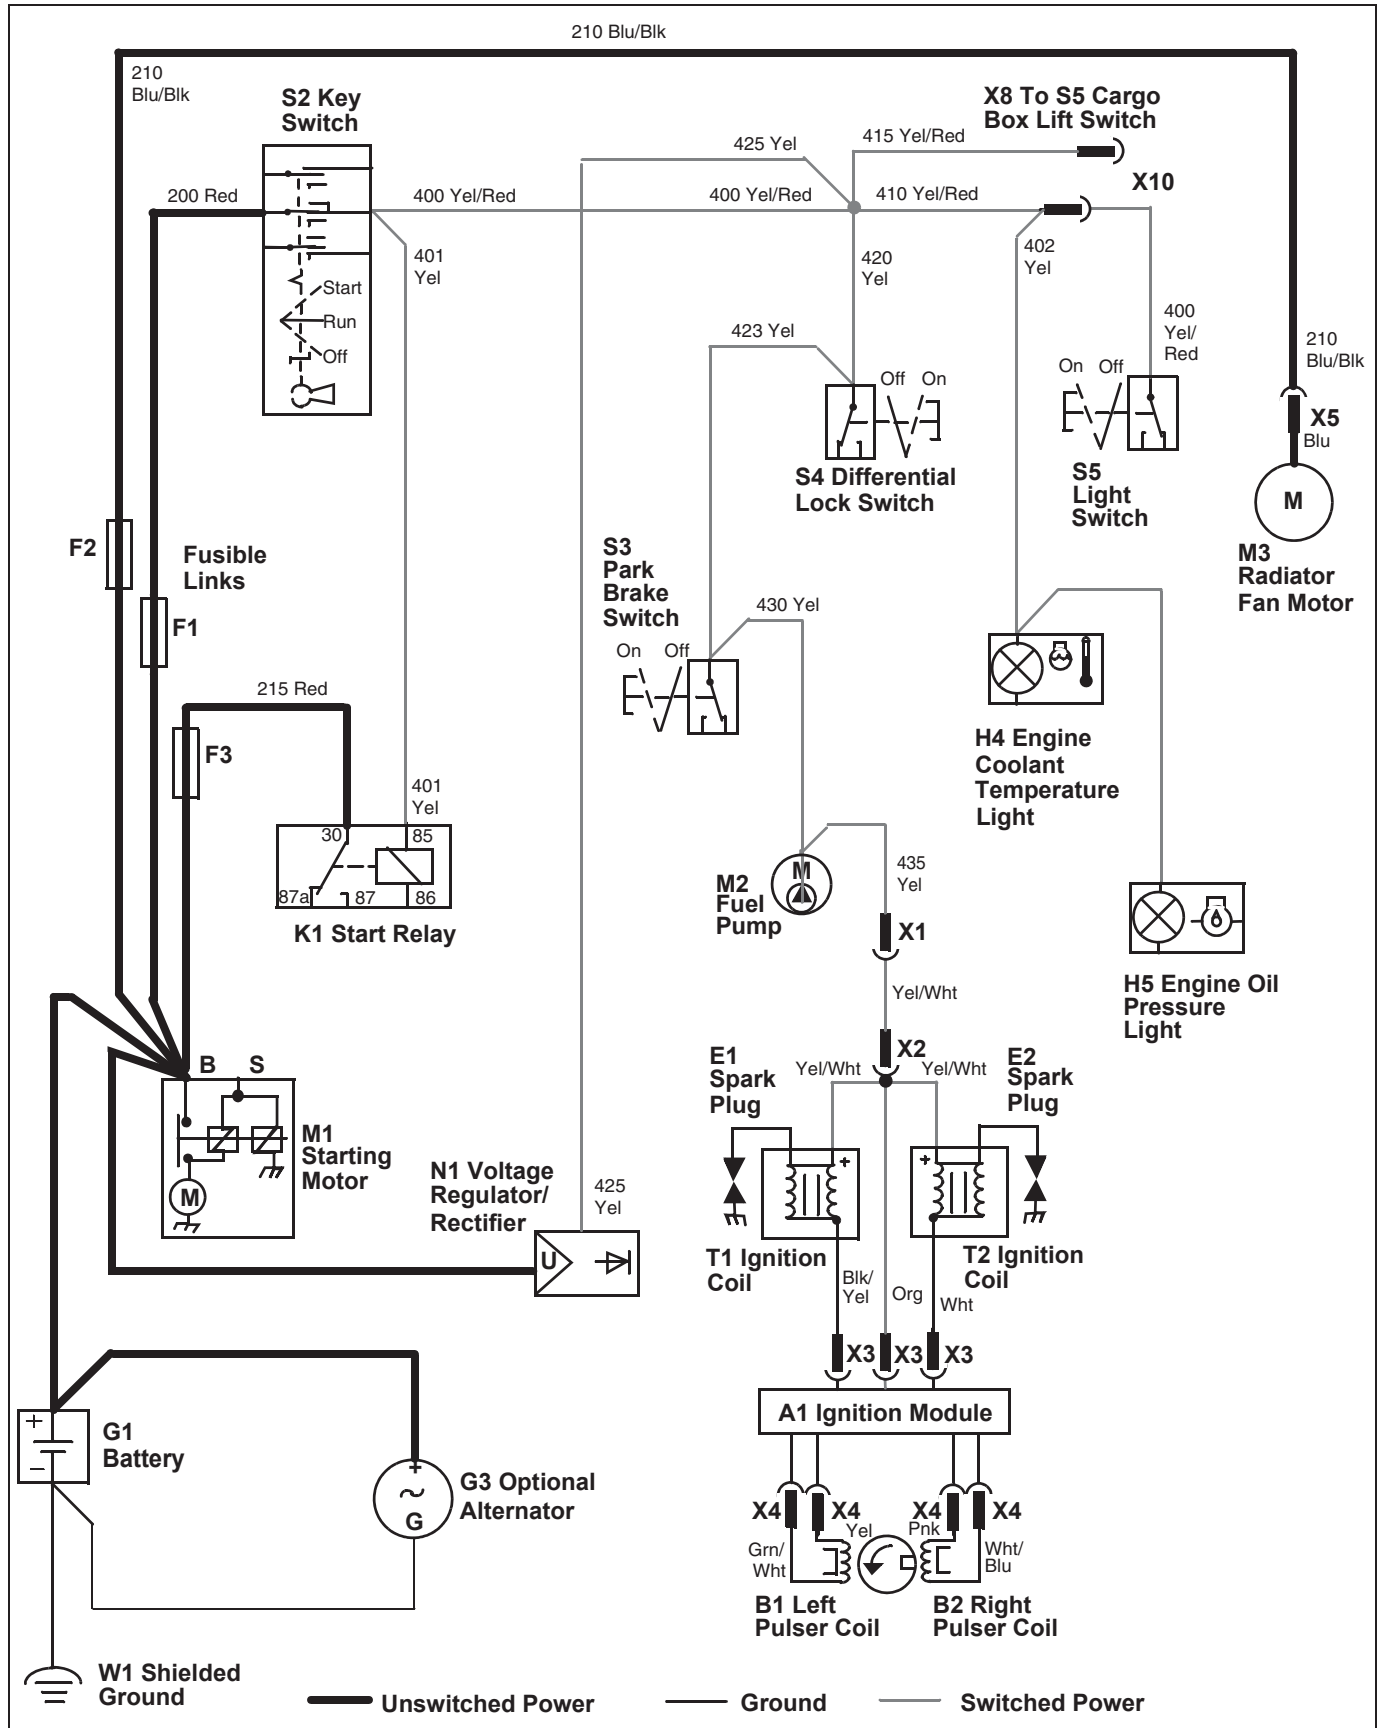 210 Blu/Blk
210
Blu/Blk
S2 Key
Switch
X8 To S5 Cargo
Box Lift Switch
425 Yel
415 Yel/Red
X10
200 Red
400 Yel/Red
400 Yel/Red
410 Yel/Red
401
Yel
420
Yel
402
Yel
Start
Run
Off
423 Yel
400
Yel/
Red
210
Blu/Blk
Off On
On Off
X5
Blu
S4 Differential
Lock Switch
S5
Light
Switch
M
M3
Radiator
Fan Motor
F2
Fusible
Links
F1
S3
Park
Brake
Switch
430 Yel
On Off
215 Red
F3
H4 Engine
Coolant
Temperature
Light
401
Yel
30
85
87a
87
86
K1 Start Relay
M2
Fuel
Pump
M
435
Yel
X1
Yel/Wht
H5 Engine Oil
Pressure
Light
X2
B
S
E1
Spark
Plug
Yel/Wht
Yel/Wht
E2
Spark
Plug
M1
Starting
Motor
M
+
+
N1 Voltage
Regulator/
Rectifier
425
Yel
U
T1 Ignition
Coil
T2 Ignition
Coil
Blk/
Yel
Org
Wht
X3
X3
X3
A1 Ignition Module
+
−
G1
Battery
+
G
G3 Optional
Alternator
X4
X4
X4
X4
Yel
Pnk
Grn/
Wht
Wht/
Blu
B1 Left
Pulser Coil
B2 Right
Pulser Coil
W1 Shielded
Ground
Unswitched Power
Ground
Switched Power